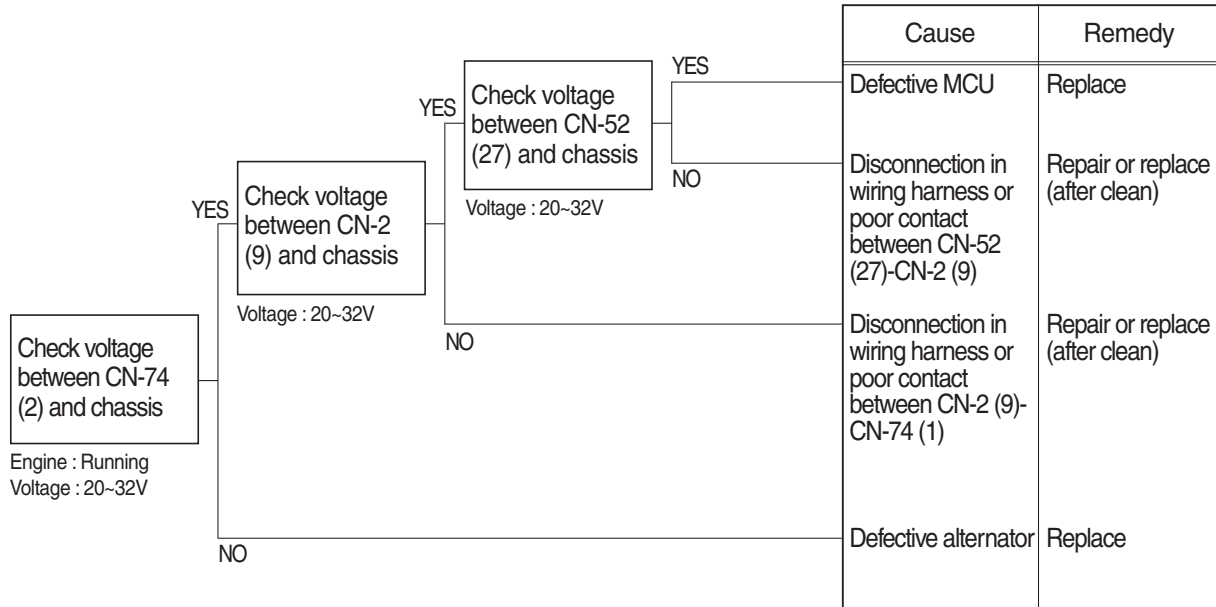 Cause
Remedy
YES
Defective MCU
Replace
Check voltage
between CN-52
(27) and chassis
YES
Voltage : 20~32V
NO
Disconnection in
wiring harness or
poor contact
between CN-52
(27)-CN-2 (9)
Repair or replace
(after clean)
Check voltage
between CN-2
(9) and chassis
YES
Voltage : 20~32V
NO
Disconnection in
wiring harness or
poor contact
between CN-2 (9)-
CN-74 (1)
Repair or replace
(after clean)
Check voltage
between CN-74
(2) and chassis
Engine : Running
Voltage : 20~32V
NO
Defective alternator
Replace